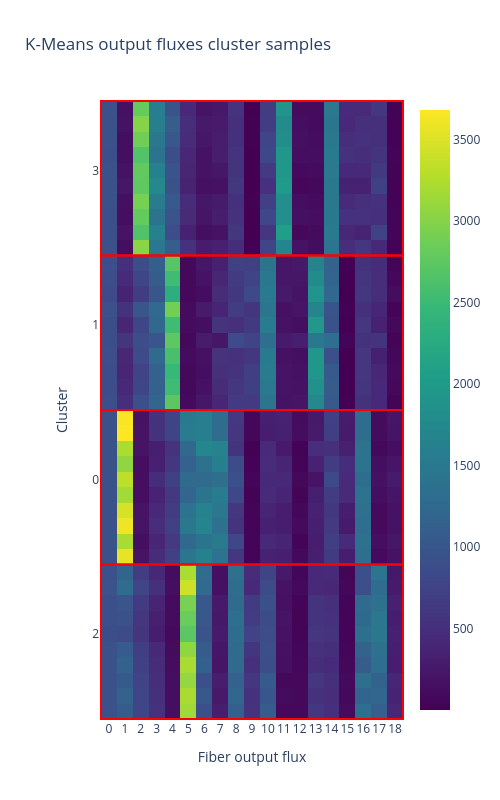 K-Means output fluxes cluster samples
3
1
0
2
Cluster
0 1 2 3 4 5 6 7 8 9 10 11 12 13 14 15 16 17 18
Fiber output flux
3500
3000
2500
2000
1500
1000
500